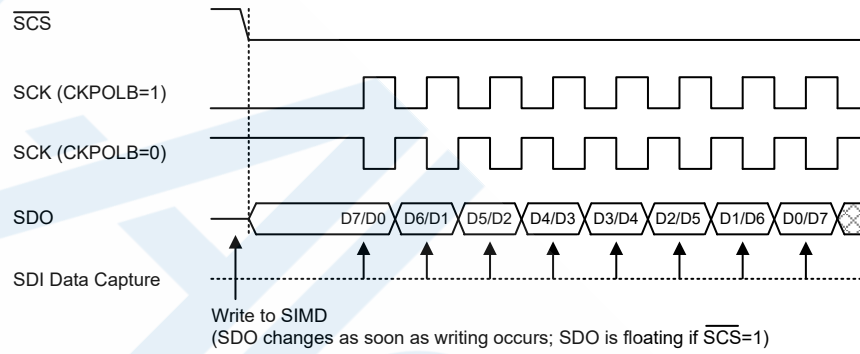 SCS
SCK (CKPOLB=1)
SCK (CKPOLB=0)
SDO
D7/D0 D6/D1 D5/D2 D4/D3 D3/D4 D2/D5 D1/D6 D0/D7
SDI Data Capture
Write to SIMD
(SDO changes as soon as writing occurs; SDO is floating if SCS=1)